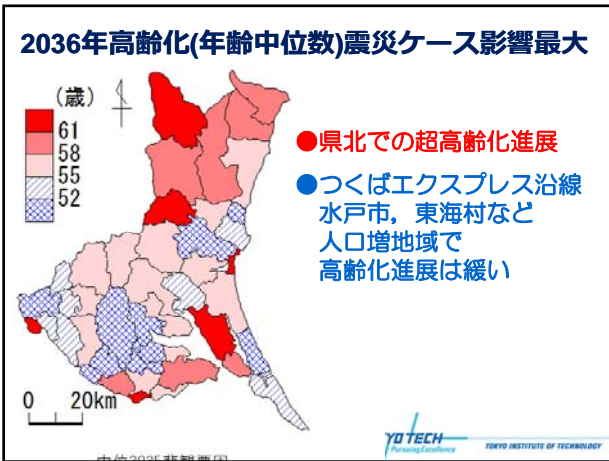 2036年高齢化(年齢中位数)震災ケース影響最大
(歳)
61
58
55
52
●県北での超高齢化進展
●つくばエクスプレス沿線
水戸市，東海村など
人口増地域で
高齢化進展は緩い
0 20km
YO TECH
Pursuing Excellence
TOKYO INSTITUTE OF TECHNOLOGY